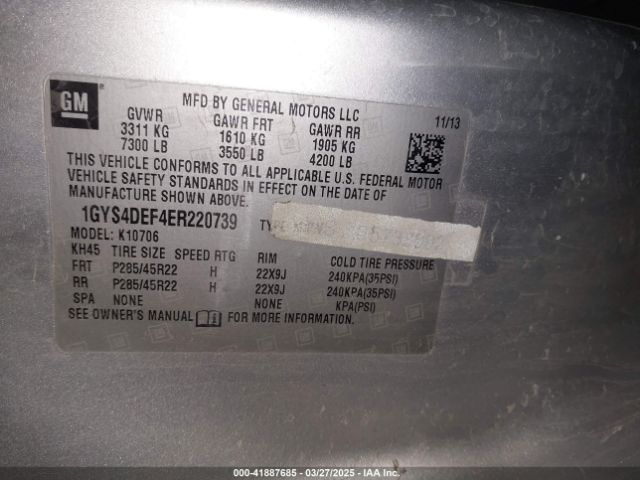 GM
MFD BY GENERAL MOTORS LLC
11/13
GVWR GAWR FRT GAWR RR
3311 KG 1610 KG 1905 KG
7300 LB 3550 LB 4200 LB
THIS VEHICLE CONFORMS TO ALL APPLICABLE U.S. FEDERAL MOTOR
VEHICLE SAFETY STANDARDS IN EFFECT ON THE DATE OF
MANUFACTURE SHOWN ABOVE.
1GYS4DEF4ER220739 TYPE
MODEL: K10706
KH45 TIRE SIZE SPEED RTG RIM COLD TIRE PRESSURE
FRT P285/45R22 H 22X9J 240KPA(35PSI)
RR P285/45R22 H 22X9J 240KPA(35PSI)
SPA NONE NONE KPA(PSI)
SEE OWNER'S MANUAL FOR MORE INFORMATION.
000-41887685 | 03/27/2025 | IAA Inc.